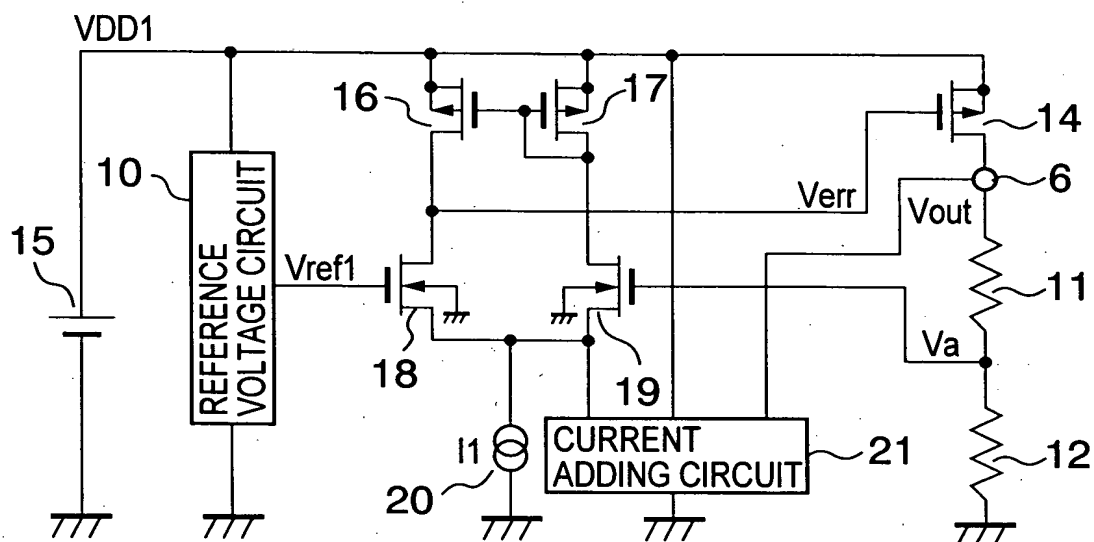 VDD1
16
17
14
10
6
Verr
Vout
15
REFERENCE
VOLTAGE CIRCUIT
Vref1
11
18
19
Va
I1
20
CURRENT
ADDING CIRCUIT
21
12